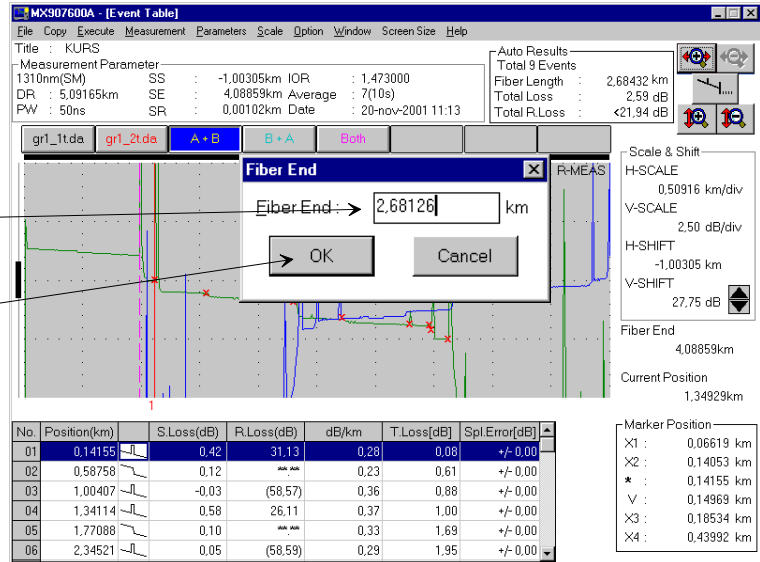 MX907600A - [Event Table]
File Copy Execute Measurement Parameters Scale Option Window Screen Size Help
Title : KURS
Measurement Parameter
1310nm(SM) SS : -1,00305km IOR : 1,473000
DR : 5,09165km SE : 4,08859km Average : 7(10s)
PW : 50ns SR : 0,00102km Date : 20-nov-2001 11:13
Auto Results
Total 9 Events
Fiber Length : 2,68432 km
Total Loss : 2,59 dB
Total R.Loss : <21,94 dB
gr1_1t.da gr1_2t.da A + B B + A Both
R-MEAS
Fiber End
Fiber End : 2,68126 km
OK Cancel
1
Scale & Shift
H-SCALE
0,50916 km/div
V-SCALE
2,50 dB/div
H-SHIFT
-1,00305 km
V-SHIFT
27,75 dB
Fiber End
4,08859km
Current Position
1,34929km
No. Position(km) S.Loss(dB) R.Loss(dB) dB/km T.Loss[dB] Spl.Error[dB]
01 0,14155 0,42 31,13 0,28 0,08 +/- 0,00
02 0,58758 0,12 **.** 0,23 0,61 +/- 0,00
03 1,00407 -0,03 (58,57) 0,36 0,88 +/- 0,00
04 1,34114 0,58 26,11 0,37 1,00 +/- 0,00
05 1,77088 0,10 **.** 0,33 1,69 +/- 0,00
06 2,34521 0,05 (58,59) 0,29 1,95 +/- 0,00
Marker Position
X1 : 0,06619 km
X2 : 0,14053 km
* : 0,14155 km
V : 0,14969 km
X3 : 0,18534 km
X4 : 0,43992 km